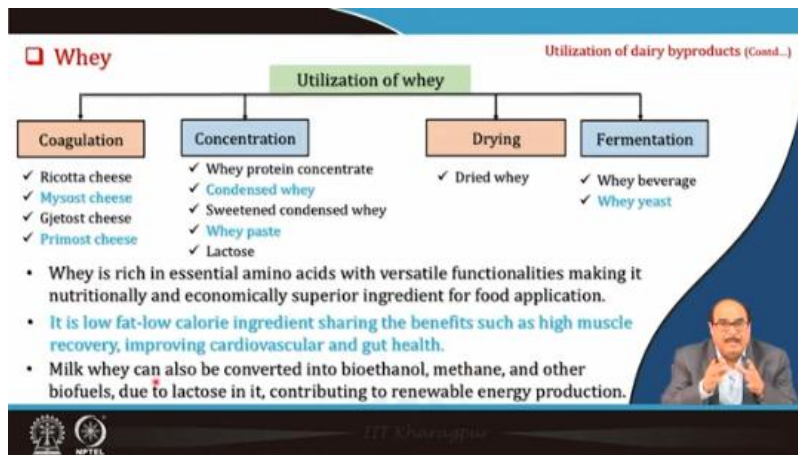 Utilization of dairy byproducts (Contd...)
❑ Whey
Utilization of whey
Coagulation
✓ Ricotta cheese
✓ Mysost cheese
✓ Gjetost cheese
✓ Primost cheese
Concentration
✓ Whey protein concentrate
✓ Condensed whey
✓ Sweetened condensed whey
✓ Whey paste
✓ Lactose
Drying
✓ Dried whey
Fermentation
✓ Whey beverage
✓ Whey yeast
• Whey is rich in essential amino acids with versatile functionalities making it
nutritionally and economically superior ingredient for food application.
• It is low fat-low calorie ingredient sharing the benefits such as high muscle
recovery, improving cardiovascular and gut health.
• Milk whey can also be converted into bioethanol, methane, and other
biofuels, due to lactose in it, contributing to renewable energy production.
IIT Kharagpur
NPTEL